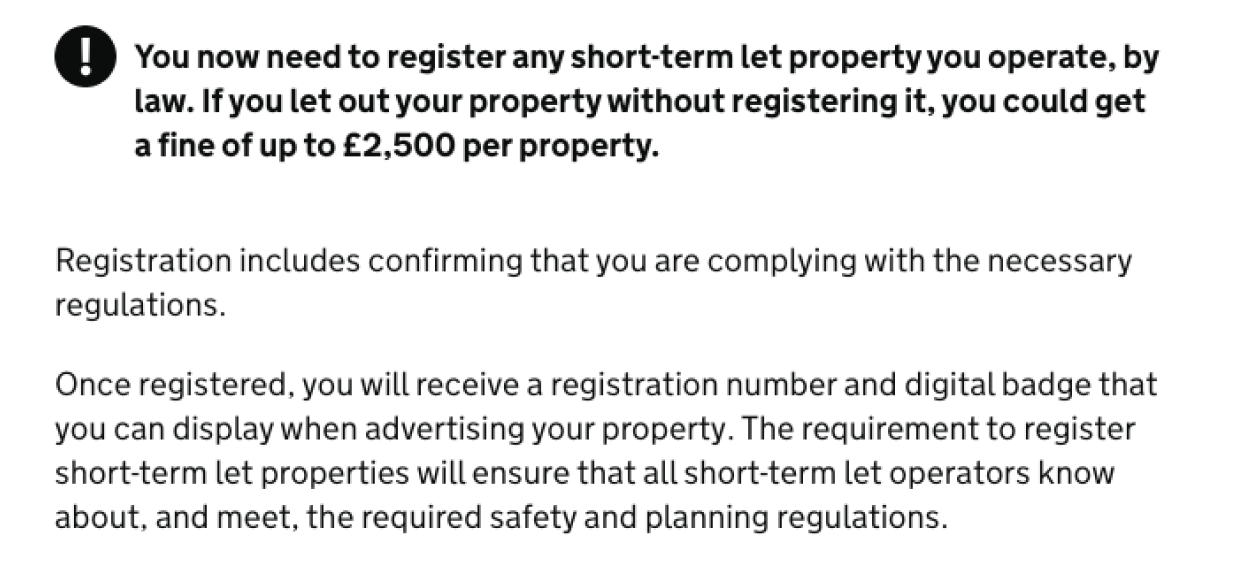 You now need to register any short-term let property you operate, by
law. If you let out your property without registering it, you could get
a fine of up to £2,500 per property.
Registration includes confirming that you are complying with the necessary
regulations.
Once registered, you will receive a registration number and digital badge that
you can display when advertising your property. The requirement to register
short-term let properties will ensure that all short-term let operators know
about, and meet, the required safety and planning regulations.